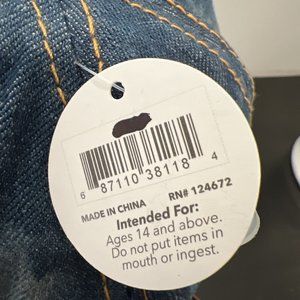 6 87110 38118 4
MADE IN CHINA RN# 124672
Intended For:
Ages 14 and above.
Do not put items in
mouth or ingest.